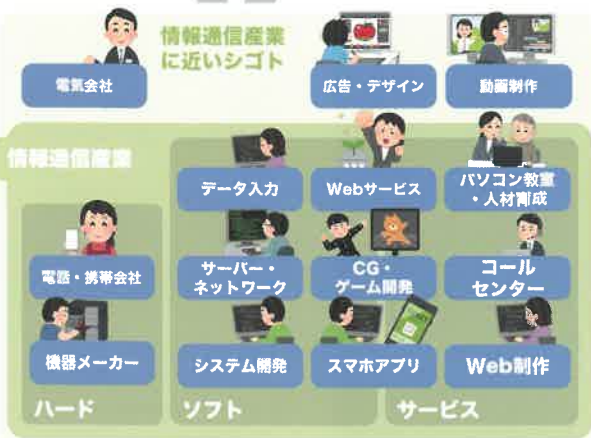 情報通信産業
に近いシゴト
電気会社
広告・デザイン
動画制作
情報通信産業
データ入力
Webサービス
パソコン教室
・人材育成
電話・携帯会社
サーバー・
ネットワーク
CG・
ゲーム開発
コール
センター
機器メーカー
システム開発
スマホアプリ
Web制作
ハード
ソフト
サービス